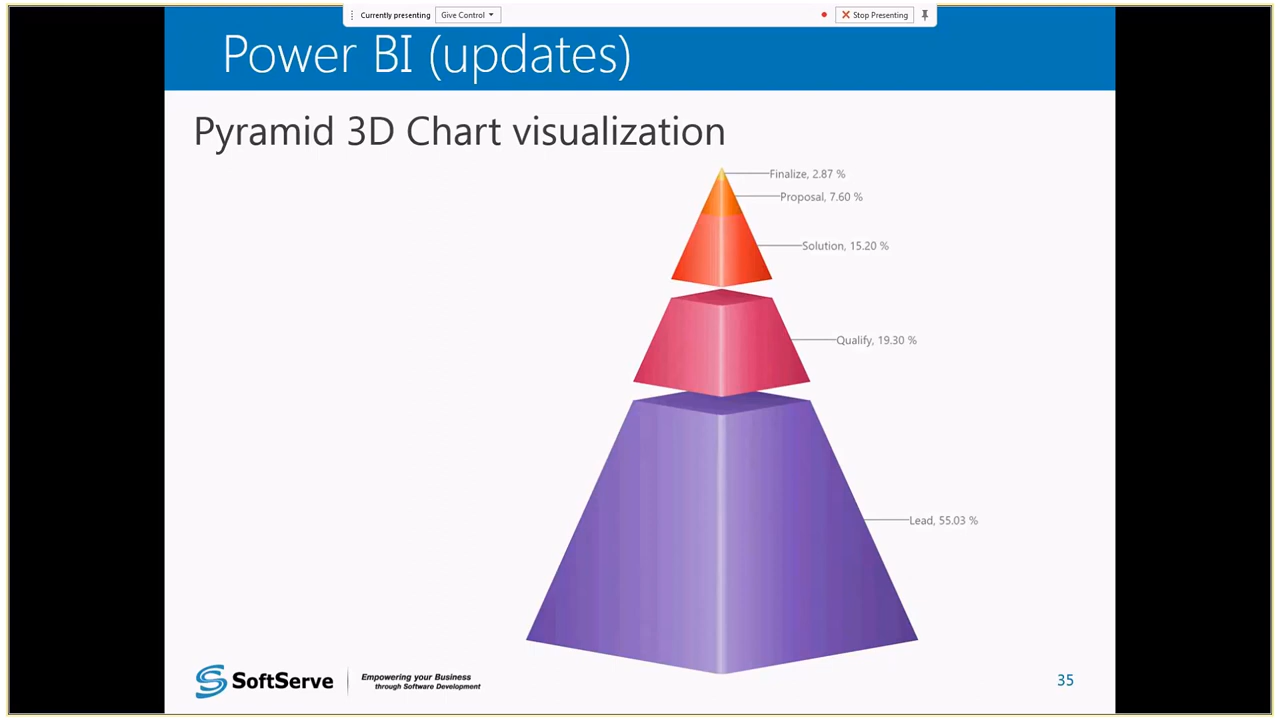 Currently presenting
Give Control
Stop Presenting
Power BI (updates)
Pyramid 3D Chart visualization
Finalize, 2.87 %
Proposal, 7.60 %
Solution, 15.20 %
Qualify, 19.30 %
Lead, 55.03 %
SoftServe
Empowering your Business
through Software Development
35